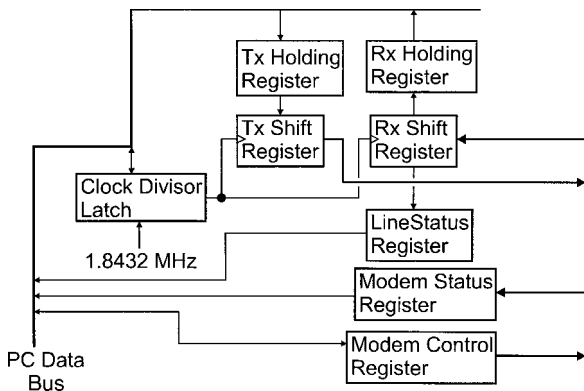 Tx Holding
Register
Rx Holding
Register
Tx Shift
Register
Rx Shift
Register
Clock Divisor
Latch
LineStatus
Register
1.8432 MHz
Modem Status
Register
Modem Control
Register
PC Data
Bus